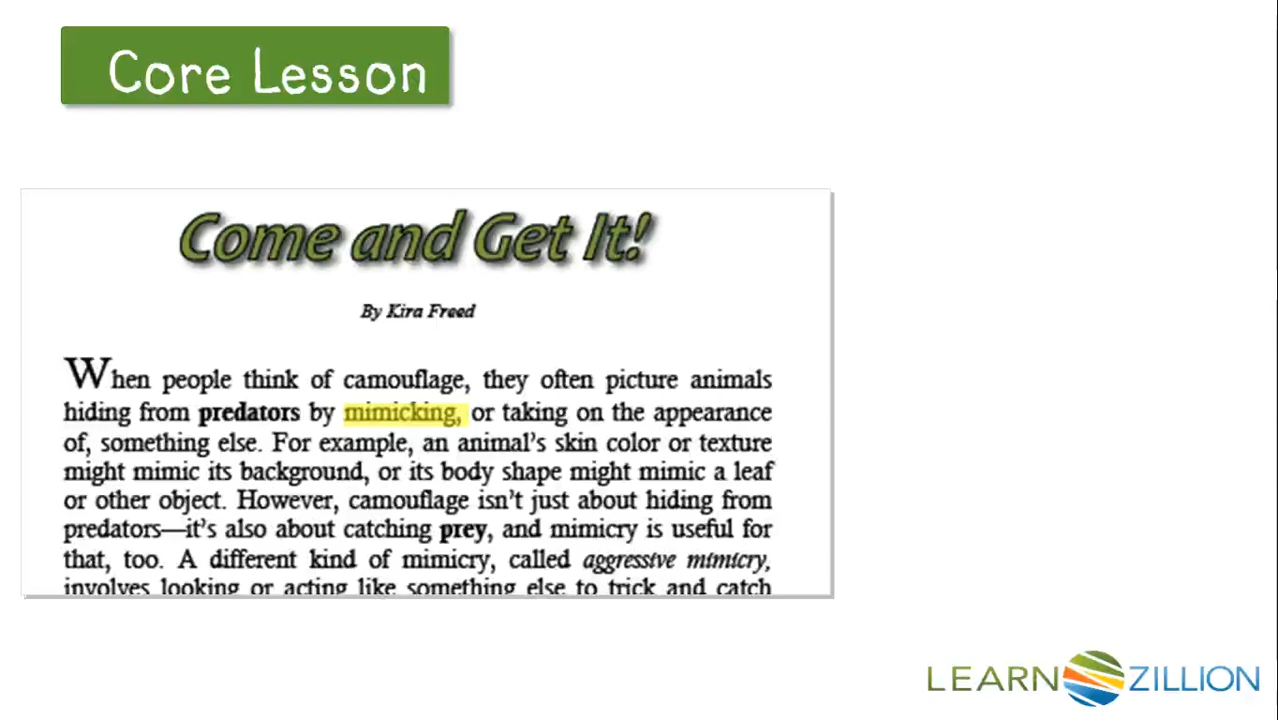 Core Lesson
Come and Get It!
By Kira Freed
When people think of camouflage, they often picture animals
hiding from predators by mimicking, or taking on the appearance
of, something else. For example, an animal's skin color or texture
might mimic its background, or its body shape might mimic a leaf
or other object. However, camouflage isn't just about hiding from
predators—it's also about catching prey, and mimicry is useful for
that, too. A different kind of mimicry, called aggressive mimicry,
involves looking or acting like something else to trick and catch
LEARNZILLION